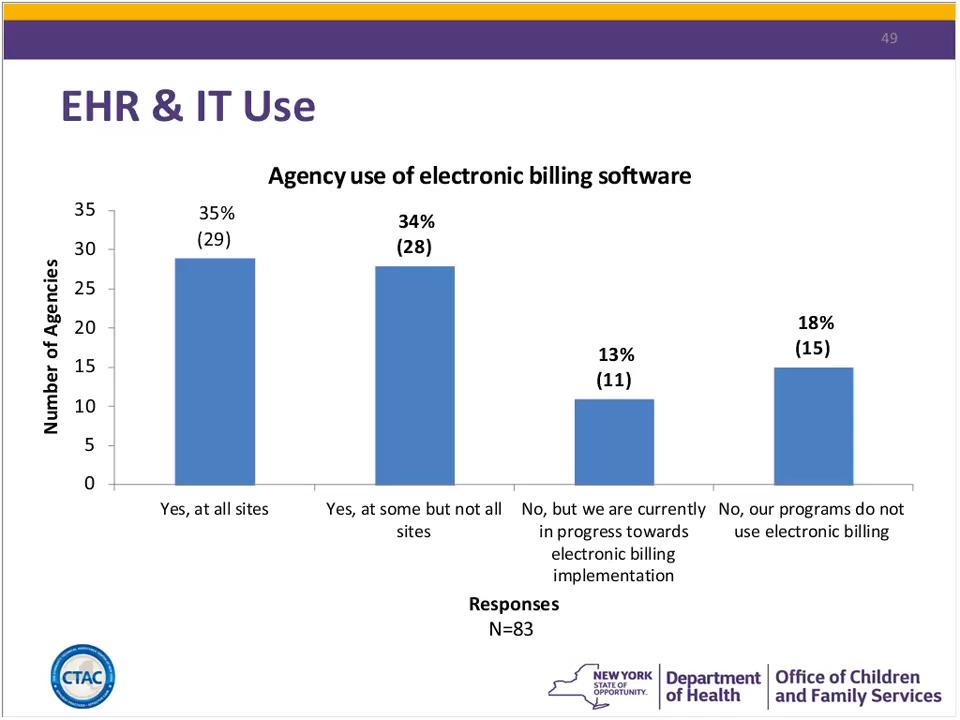 49
EHR & IT Use
Agency use of electronic billing software
Number of Agencies
35
30
25
20
15
10
5
0
35%
(29)
34%
(28)
13%
(11)
18%
(15)
Yes, at all sites
Yes, at some but not all
sites
No, but we are currently
in progress towards
electronic billing
implementation
No, our programs do not
use electronic billing
Responses
N=83
CTAC
NEW YORK
STATE OF
OPPORTUNITY.
Department
of Health
Office of Children
and Family Services